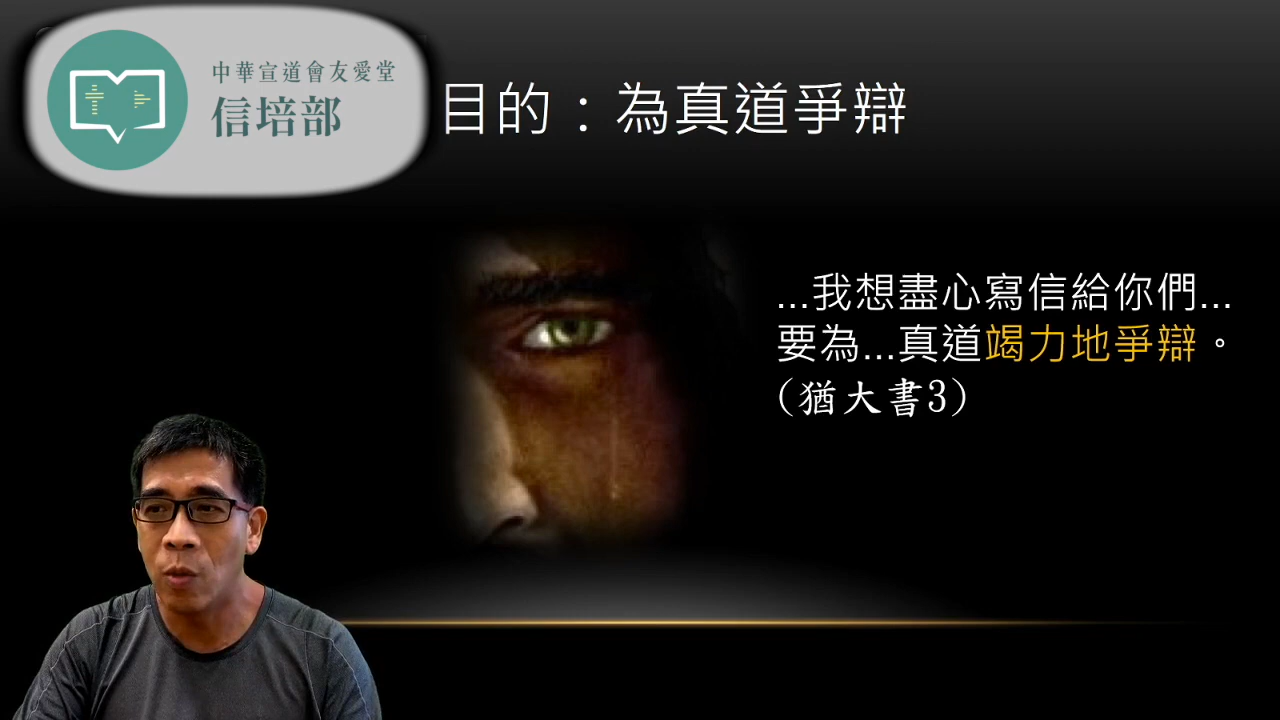 中華宣道會友愛堂
信培部
目的：為真道爭辯
...我想盡心寫信給你們...
要為...真道竭力地爭辯。
(猶大書3)